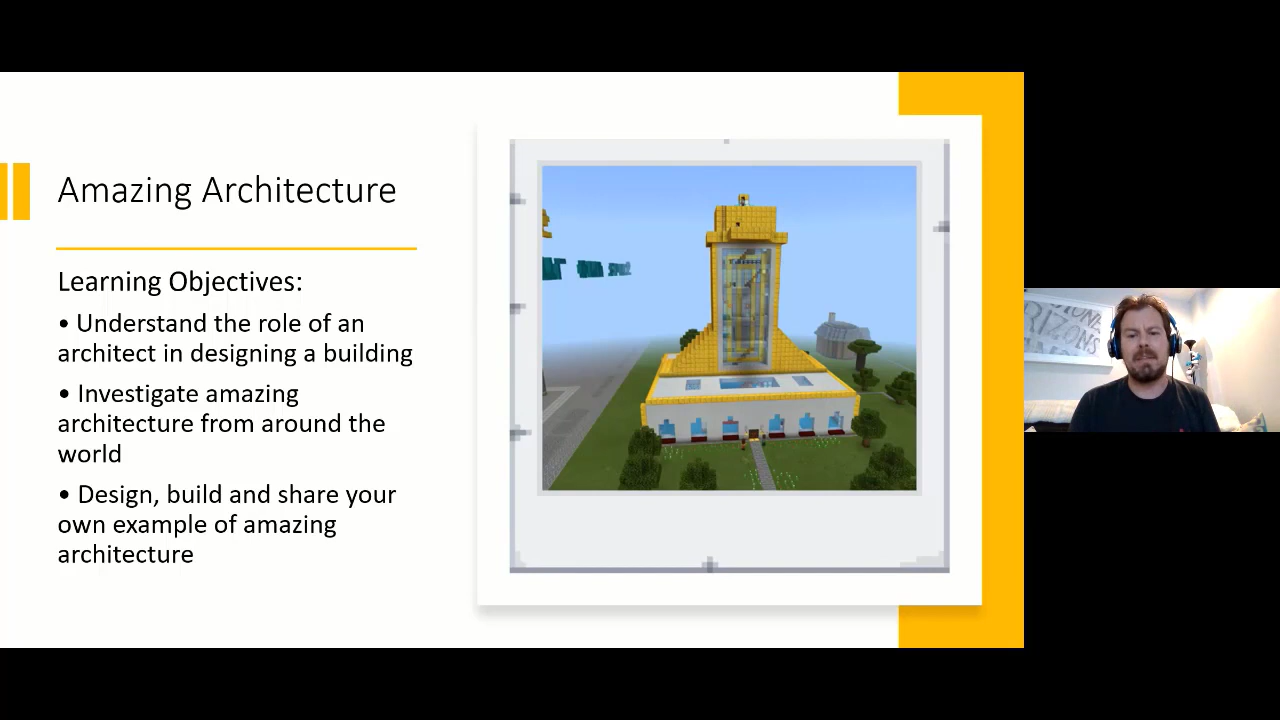 Amazing Architecture
Learning Objectives:
• Understand the role of an
architect in designing a building
• Investigate amazing
architecture from around the
world
• Design, build and share your
own example of amazing
architecture
RIZONS